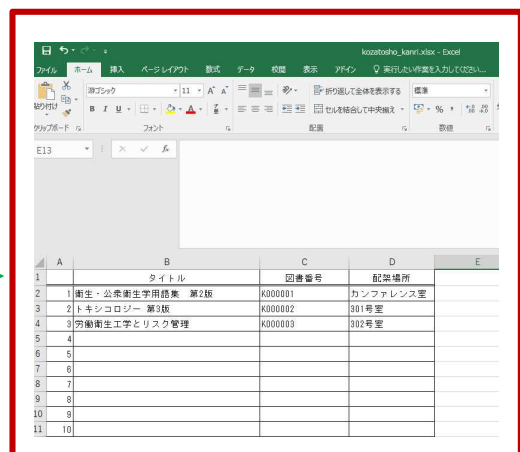 kozatosho_kanri.xlsx - Excel
ファイル ホーム 挿入 ページ レイアウト 数式 データ 校閲 表示 アドイン 実行したい作業を入力してください...
貼り付け
游ゴシック 11 A A 折り返して全体を表示する 標準
B I U A セルを結合して中央揃え % ,
クリップボード フォント 配置 数値
E13 fx
A B C D E
1 タイトル 図書番号 配架場所
2 1 衛生・公衆衛生学用語集 第2版 K000001 カンファレンス室
3 2 トキシコロジー 第3版 K000002 301号室
4 3 労働衛生工学とリスク管理 K000003 302号室
5 4
6 5
7 6
8 7
9 8
10 9
11 10